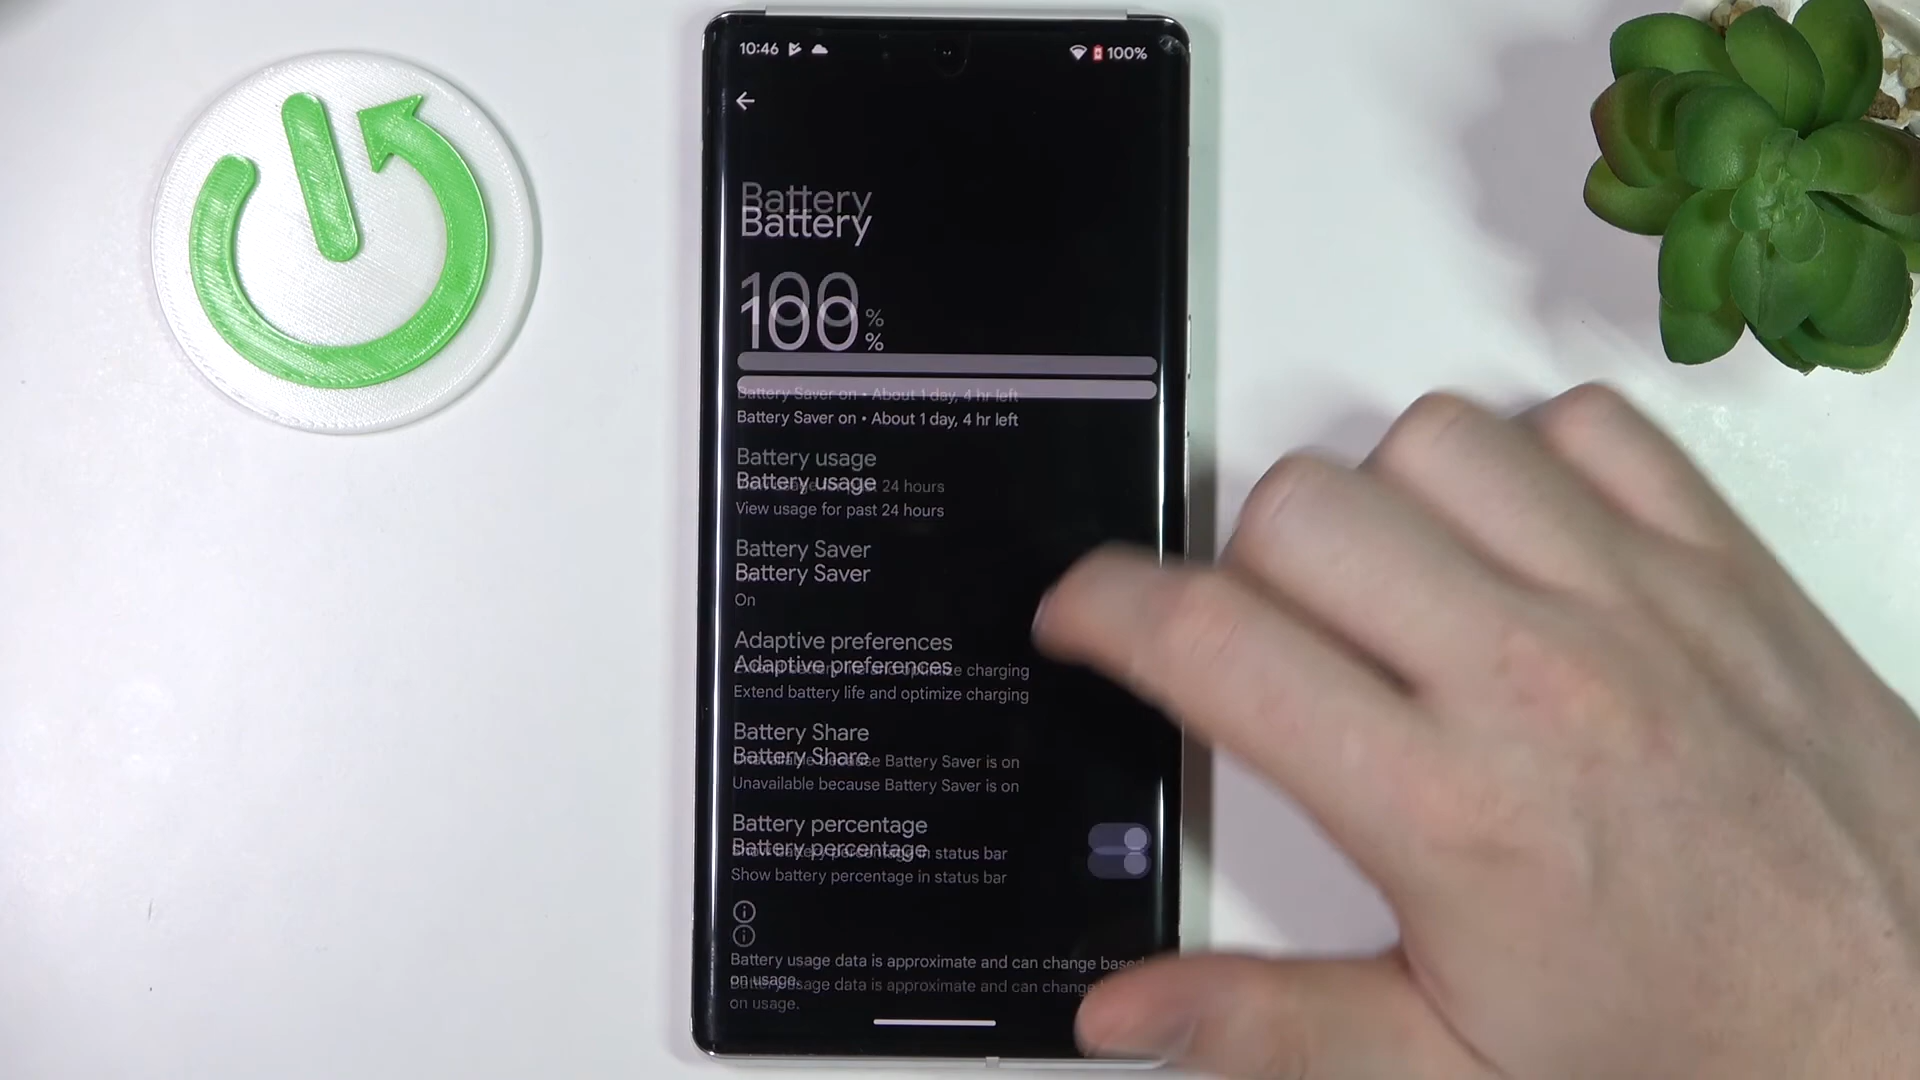 10:46 100%
Battery
100%
Battery Saver on • About 1 day, 4 hr left
Battery usage
View usage for past 24 hours
Battery Saver
On
Adaptive preferences
Extend battery life and optimize charging
Battery Share
Unavailable because Battery Saver is on
Battery percentage
Show battery percentage in status bar
Battery usage data is approximate and can change based
on usage.